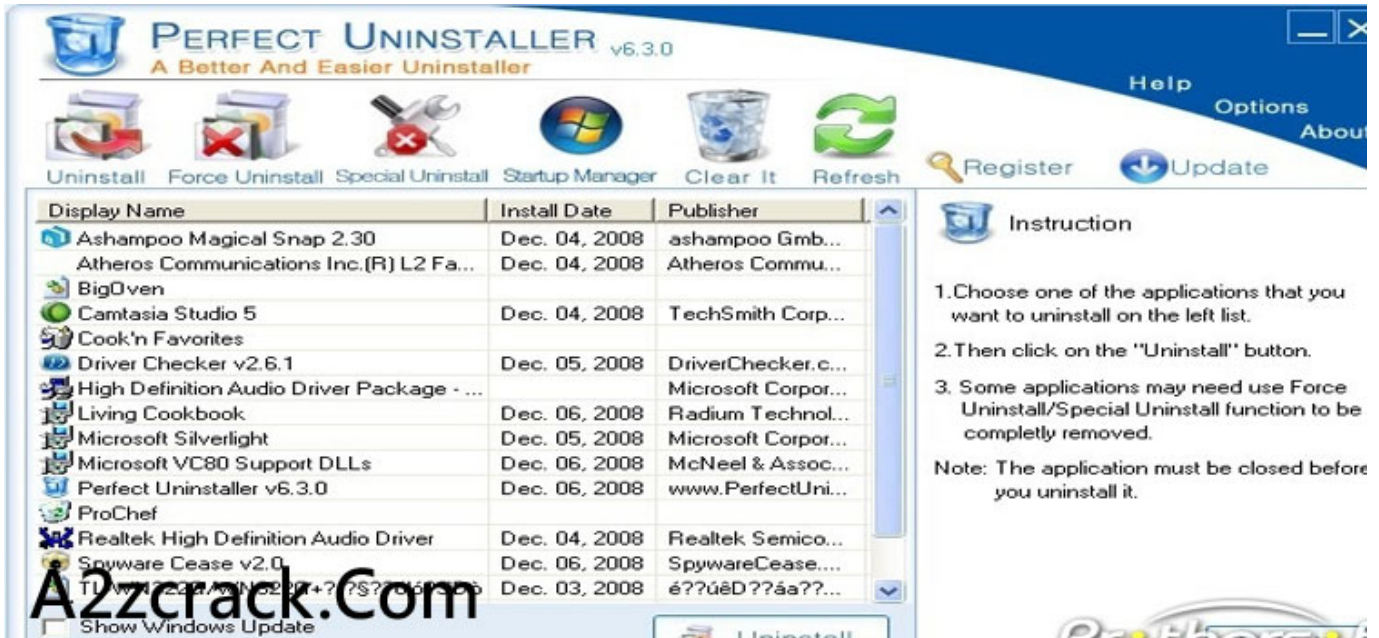 PERFECT UNINSTALLER v6.3.0
A Better And Easier Uninstaller
Help
Options
About
Uninstall Force Uninstall Special Uninstall Startup Manager Clear It Refresh
Register Update
Display Name Install Date Publisher
Ashampoo Magical Snap 2.30 Dec. 04, 2008 ashampoo Gmb...
Atheros Communications Inc.(R) L2 Fa... Dec. 04, 2008 Atheros Commu...
BigOven
Camtasia Studio 5 Dec. 04, 2008 TechSmith Corp...
Cook'n Favorites
Driver Checker v2.6.1 Dec. 05, 2008 DriverChecker.c...
High Definition Audio Driver Package - ... Microsoft Corpor...
Living Cookbook Dec. 06, 2008 Radium Technol...
Microsoft Silverlight Dec. 05, 2008 Microsoft Corpor...
Microsoft VC80 Support DLLs Dec. 06, 2008 McNeel & Assoc...
Perfect Uninstaller v6.3.0 Dec. 06, 2008 www.PerfectUni...
ProChef
Realtek High Definition Audio Driver Dec. 04, 2008 Realtek Semico...
Spyware Cease v2.0 Dec. 06, 2008 SpywareCease....
Dec. 03, 2008 é??úêD??áa??...
A2zcrack.Com
Show Windows Update
Uninstall
Instruction
1.Choose one of the applications that you
want to uninstall on the left list.
2.Then click on the "Uninstall" button.
3. Some applications may need use Force
Uninstall/Special Uninstall function to be
completly removed.
Note: The application must be closed before
you uninstall it.